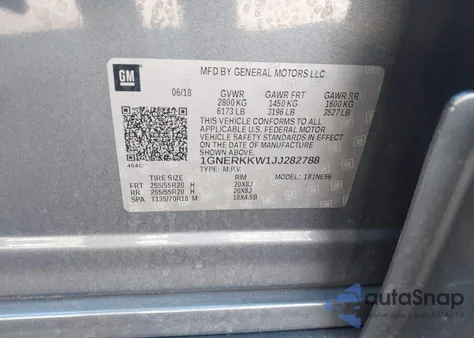 GM
MFD BY GENERAL MOTORS LLC
06/18 GVWR GAWR FRT GAWR RR
2800 KG 1450 KG 1600 KG
6173 LB 3196 LB 3527 LB
THIS VEHICLE CONFORMS TO ALL
APPLICABLE U.S. FEDERAL MOTOR
VEHICLE SAFETY STANDARDS IN
EFFECT ON THE DATE OF
MANUFACTURE SHOWN ABOVE.
1GNERKKW1JJ282788
TYPE: M.P.V. MODEL: 181NE56
464C
TIRE SIZE RIM
FRT 255/55R20 H 20X8J
RR 255/55R20 H 20X8J
SPA T135/70R18 M 18X4.5B
autoSnap